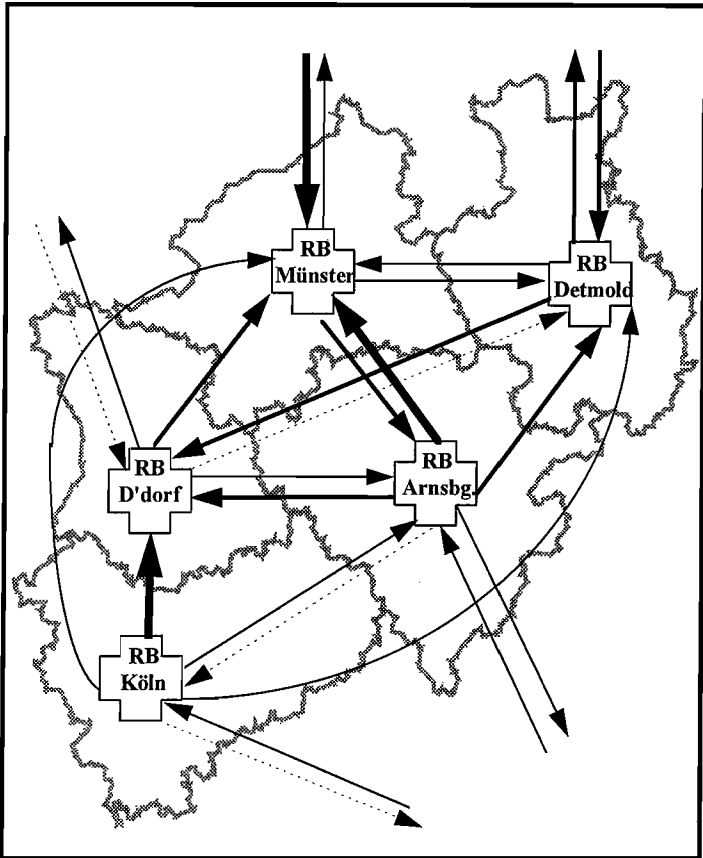 RB
Münster
RB
Detmold
RB
D'dorf
RB
Arnsbg.
RB
Köln